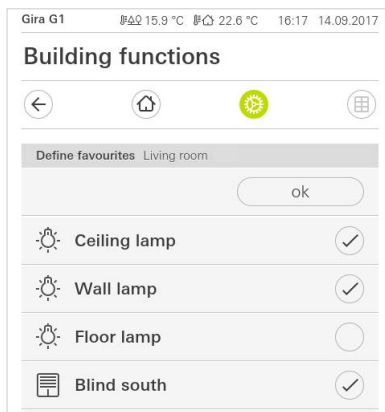 Gira G1 15.9 °C 22.6 °C 16:17 14.09.2017
Building functions
Define favourites Living room
ok
Ceiling lamp
Wall lamp
Floor lamp
Blind south